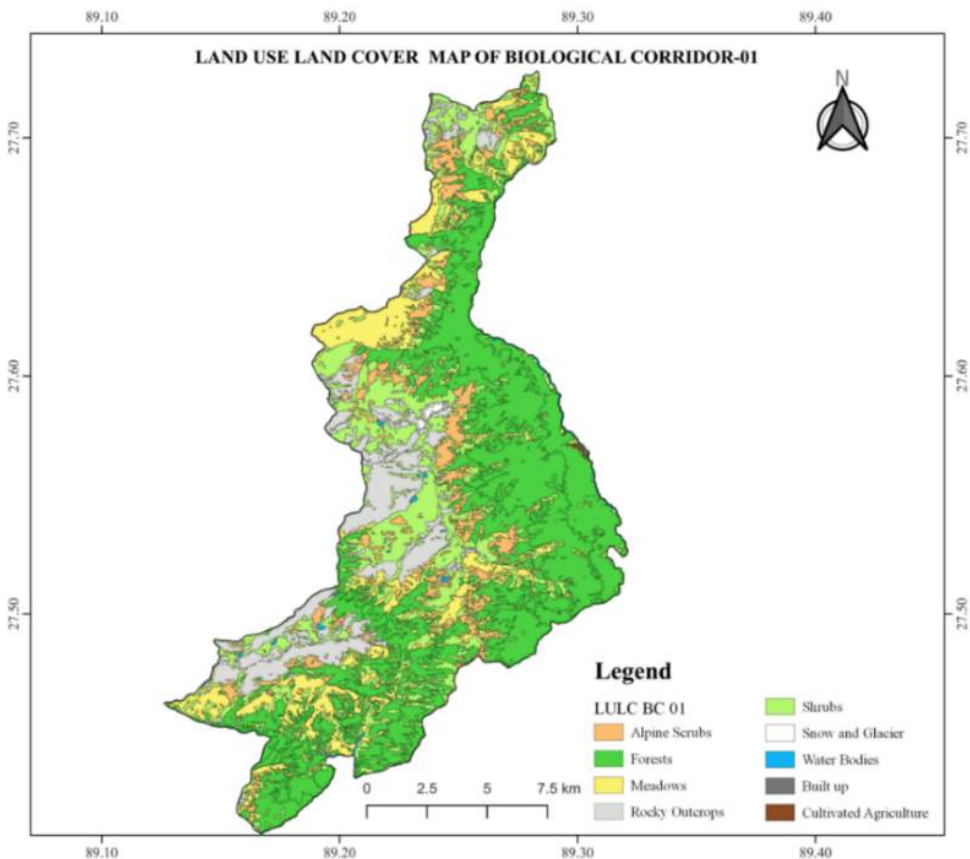 89.10 89.20 89.30 89.40
LAND USE LAND COVER MAP OF BIOLOGICAL CORRIDOR-01
N
27.70 27.70
27.60 27.60
27.50 27.50
Legend
LULC BC 01
Alpine Scrubs
Forests
Meadows
Rocky Outcrops
Shrubs
Snow and Glacier
Water Bodies
Built up
Cultivated Agriculture
0 2.5 5 7.5 km
89.10 89.20 89.30 89.40